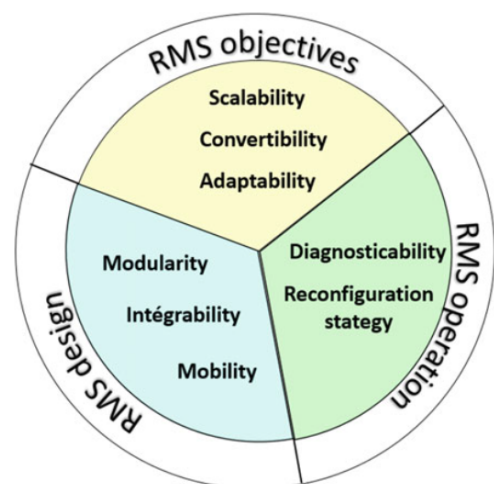 RMS objectives
Scalability
Convertibility
Adaptability
RMS operation
Diagnosticability
Reconfiguration
stategy
RMS design
Modularity
Intégrability
Mobility